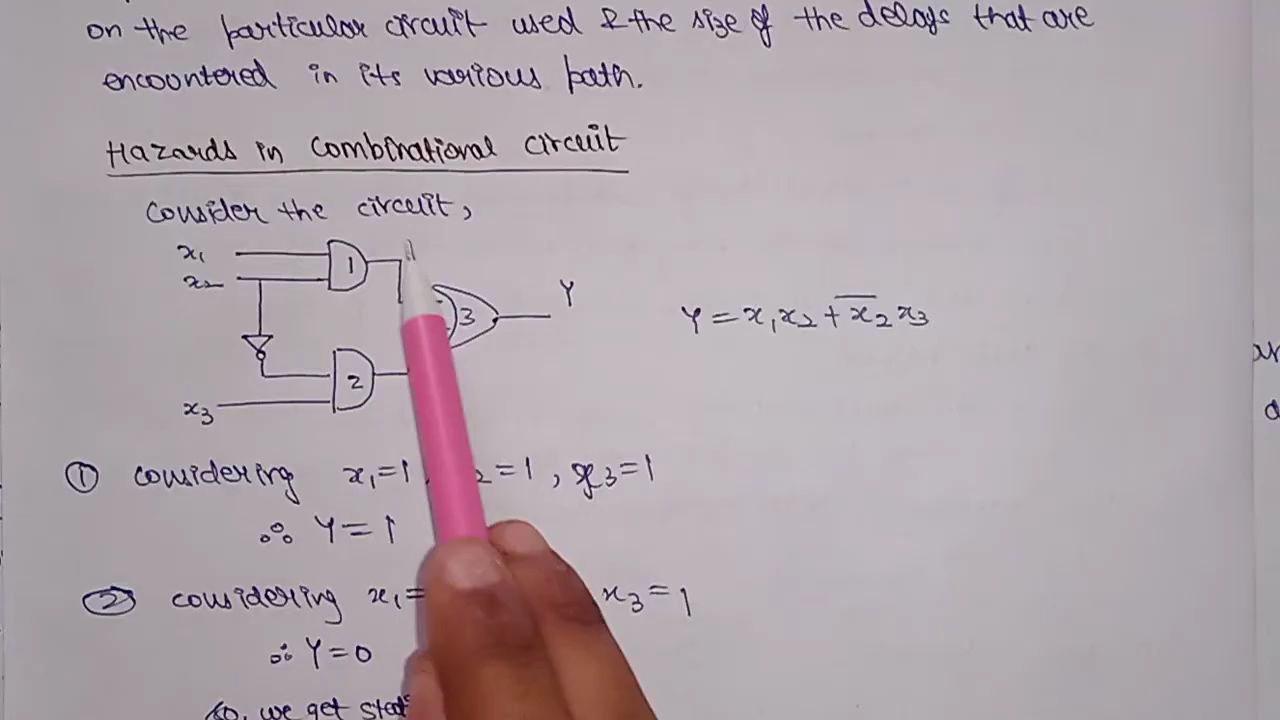 on the particular circuit used & the size of the delays that are
encountered in its various path.
Hazards in combinational circuit
Consider the circuit,
x₁
x₂
1
3
Y
Y = x₁x₂ + x̅₂x₃
2
x₃
① considering x₁=1, ₂=1, x₃=1
∴ Y=1
② considering x₁= x₃=1
∴ Y=0
so, we get